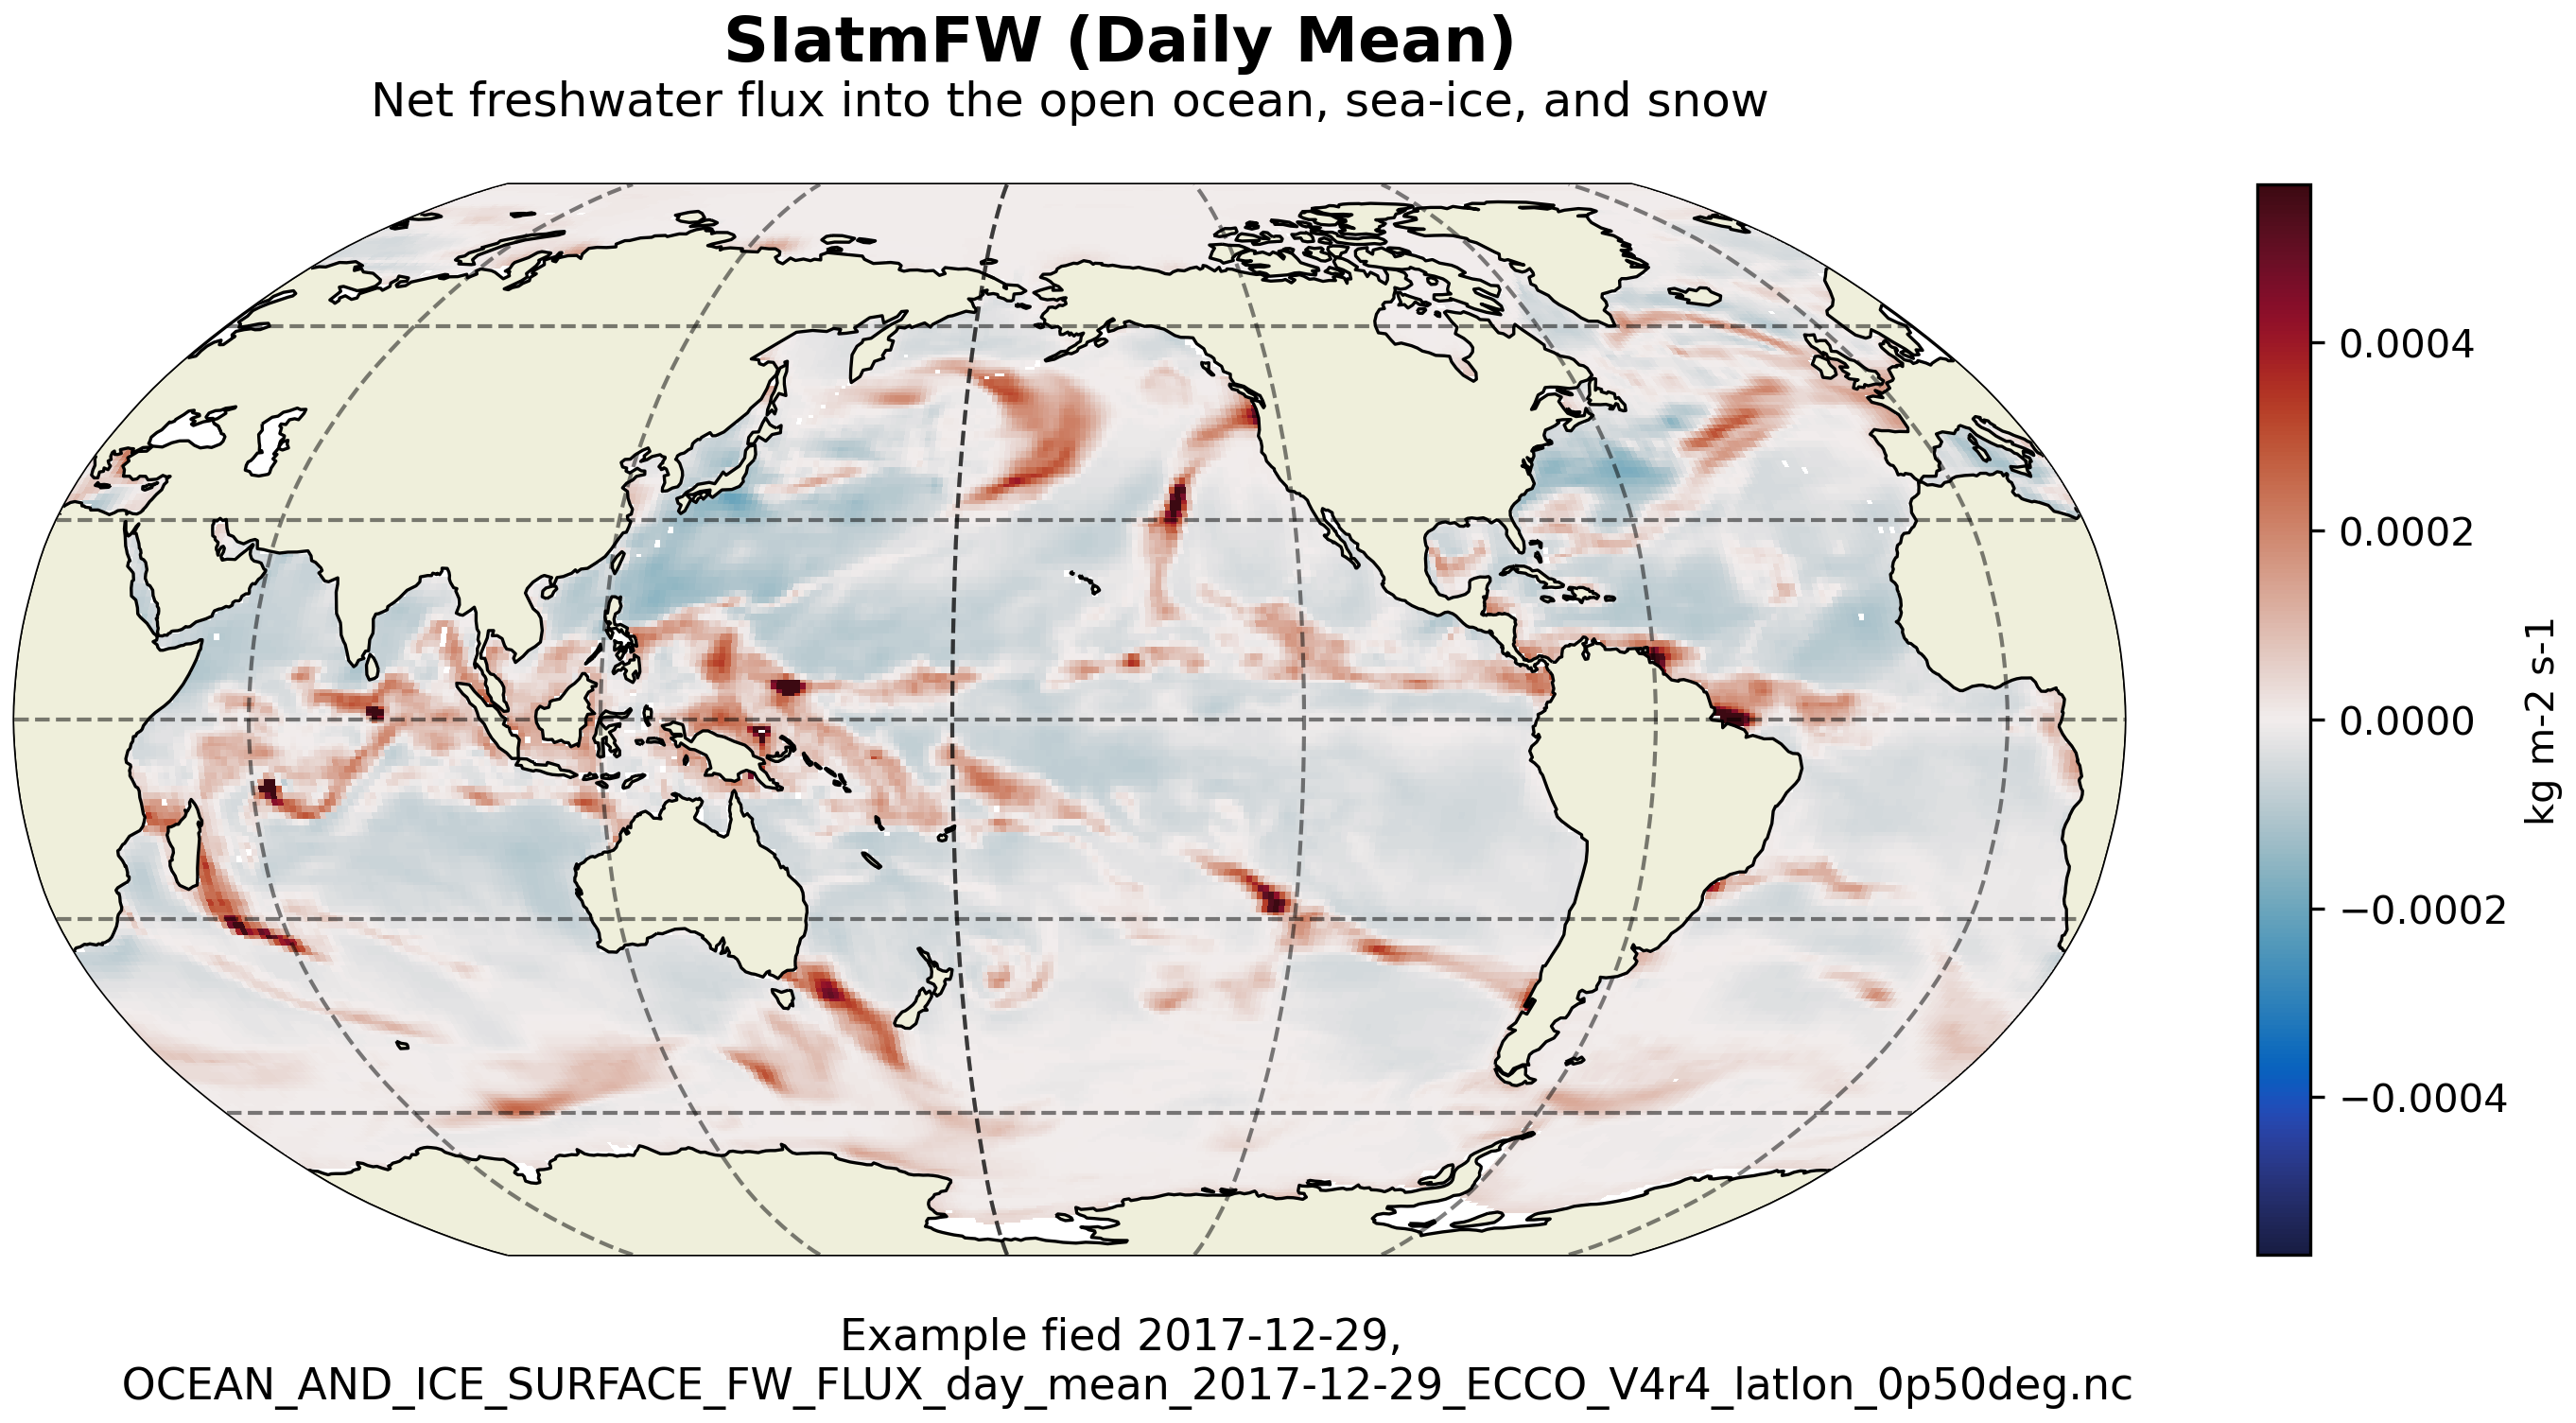 SIatmFW (Daily Mean)
Net freshwater flux into the open ocean, sea-ice, and snow
0.0004
0.0002
0.0000
−0.0002
−0.0004
kg m-2 s-1
Example fied 2017-12-29,
OCEAN_AND_ICE_SURFACE_FW_FLUX_day_mean_2017-12-29_ECCO_V4r4_latlon_0p50deg.nc